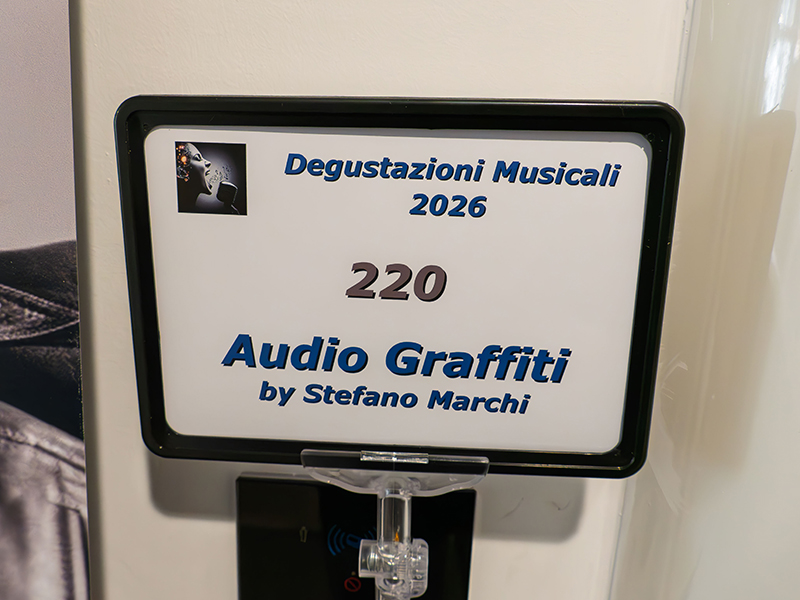 Degustazioni Musicali
2026
220
Audio Graffiti
by Stefano Marchi